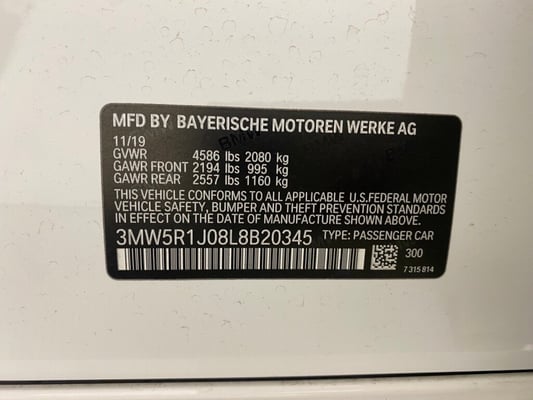 MFD BY BAYERISCHE MOTOREN WERKE AG
11/19
GVWR 4586 lbs 2080 kg
GAWR FRONT 2194 lbs 995 kg
GAWR REAR 2557 lbs 1160 kg
THIS VEHICLE CONFORMS TO ALL APPLICABLE U.S.FEDERAL MOTOR
VEHICLE SAFETY, BUMPER AND THEFT PREVENTION STANDARDS
IN EFFECT ON THE DATE OF MANUFACTURE SHOWN ABOVE.
3MW5R1J08L8B20345 TYPE: PASSENGER CAR
300
7 315 814